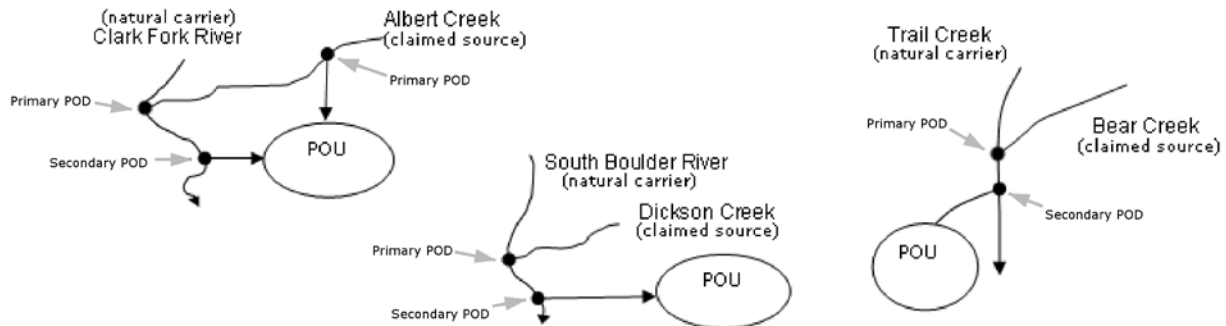 (natural carrier)
Clark Fork River
Albert Creek
(claimed source)
Primary POD
Primary POD
Secondary POD
POU
South Boulder River
(natural carrier)
Dickson Creek
(claimed source)
Primary POD
Secondary POD
POU
Trail Creek
(natural carrier)
Primary POD
Bear Creek
(claimed source)
Secondary POD
POU